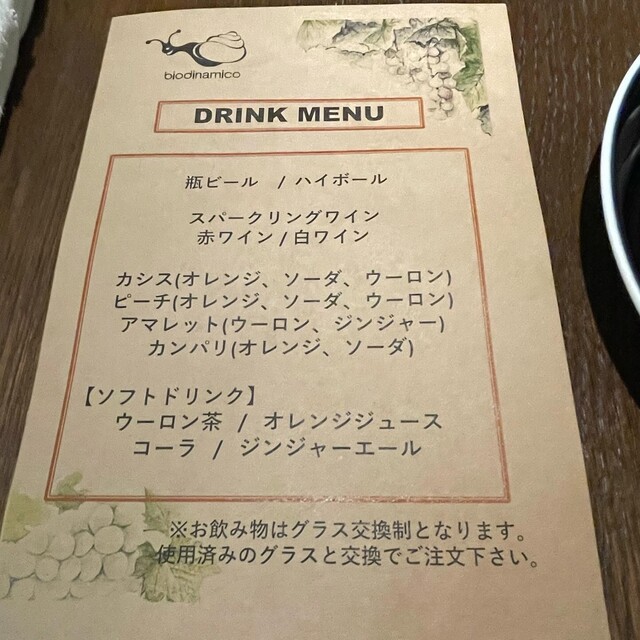 biodinamico
DRINK MENU
瓶ビール / ハイボール
スパークリングワイン
赤ワイン / 白ワイン
カシス(オレンジ、ソーダ、ウーロン)
ピーチ(オレンジ、ソーダ、ウーロン)
アマレット(ウーロン、ジンジャー)
カンパリ(オレンジ、ソーダ)
【ソフトドリンク】
ウーロン茶 / オレンジジュース
コーラ / ジンジャーエール
※お飲み物はグラス交換制となります。
使用済みのグラスと交換でご注文下さい。